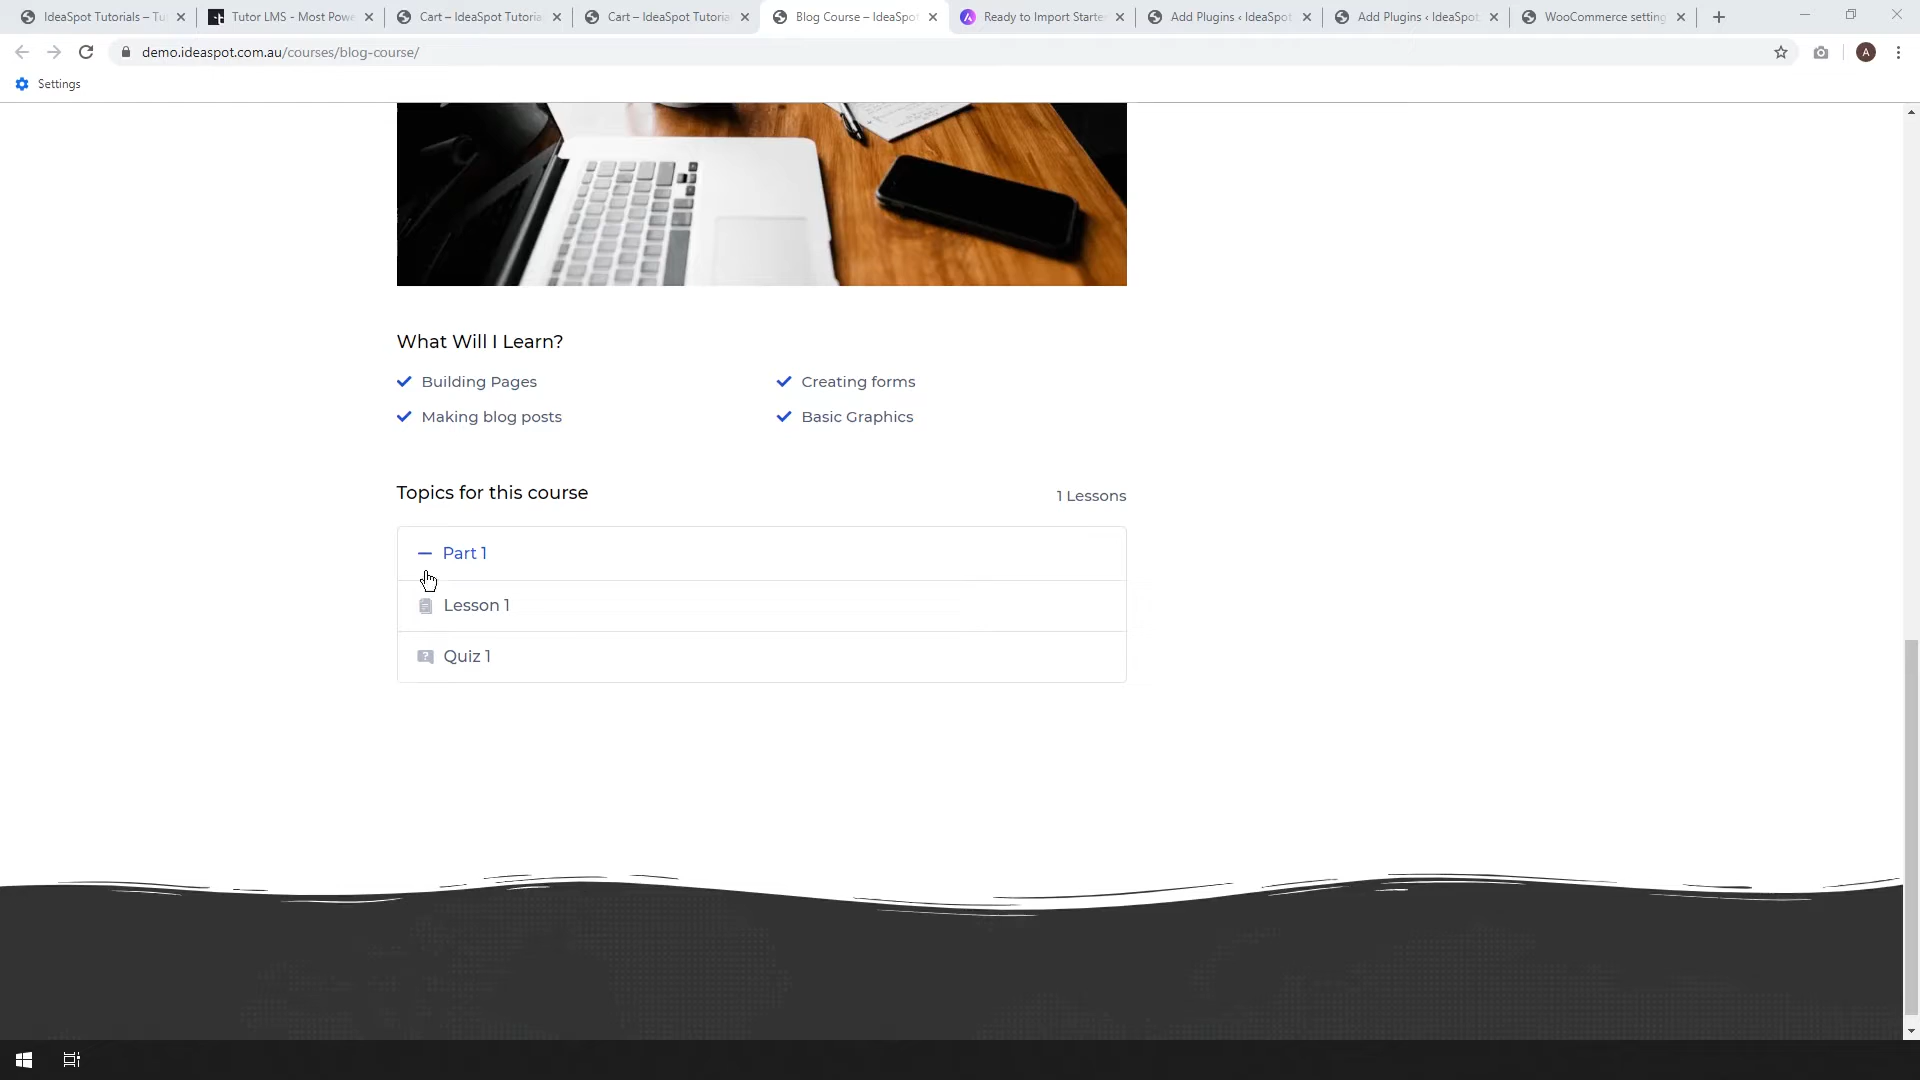 IdeaSpot Tutorials – Tu
Tutor LMS - Most Powe
Cart – IdeaSpot Tutoria
Cart – IdeaSpot Tutoria
Blog Course – IdeaSpot
Ready to Import Starte
Add Plugins ‹ IdeaSpot
Add Plugins ‹ IdeaSpot
WooCommerce setting
demo.ideaspot.com.au/courses/blog-course/
A
Settings
What Will I Learn?
Building Pages
Creating forms
Making blog posts
Basic Graphics
Topics for this course
1 Lessons
Part 1
Lesson 1
Quiz 1